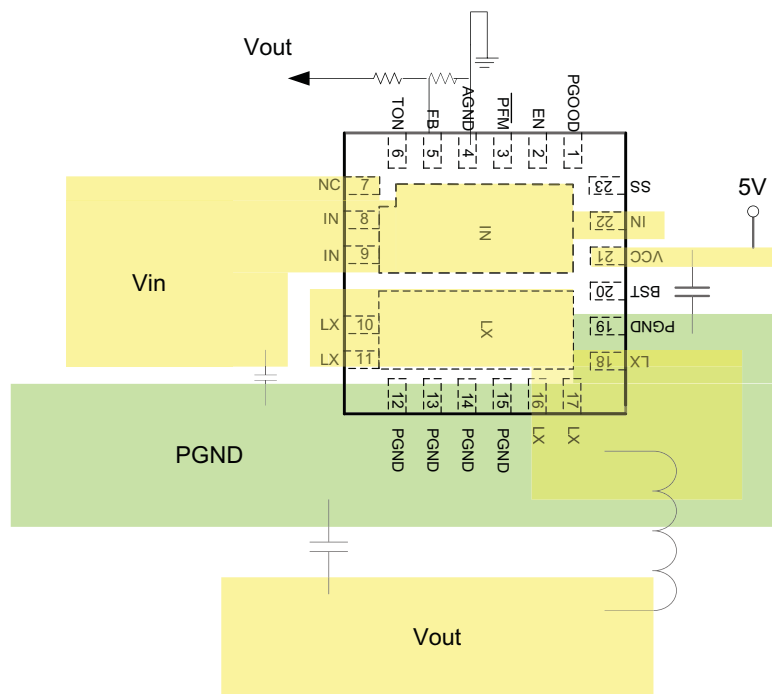 Vout
TON
FB
AGND
PFM
EN
PGOOD
6
5
4
3
2
1
NC 7
IN 8
IN 9
LX 10
LX 11
IN
LX
23 SS
22 IN
21 VCC
20 BST
19 PGND
18 LX
5V
Vin
12
13
14
15
16
17
PGND
PGND
PGND
PGND
LX
LX
PGND
Vout